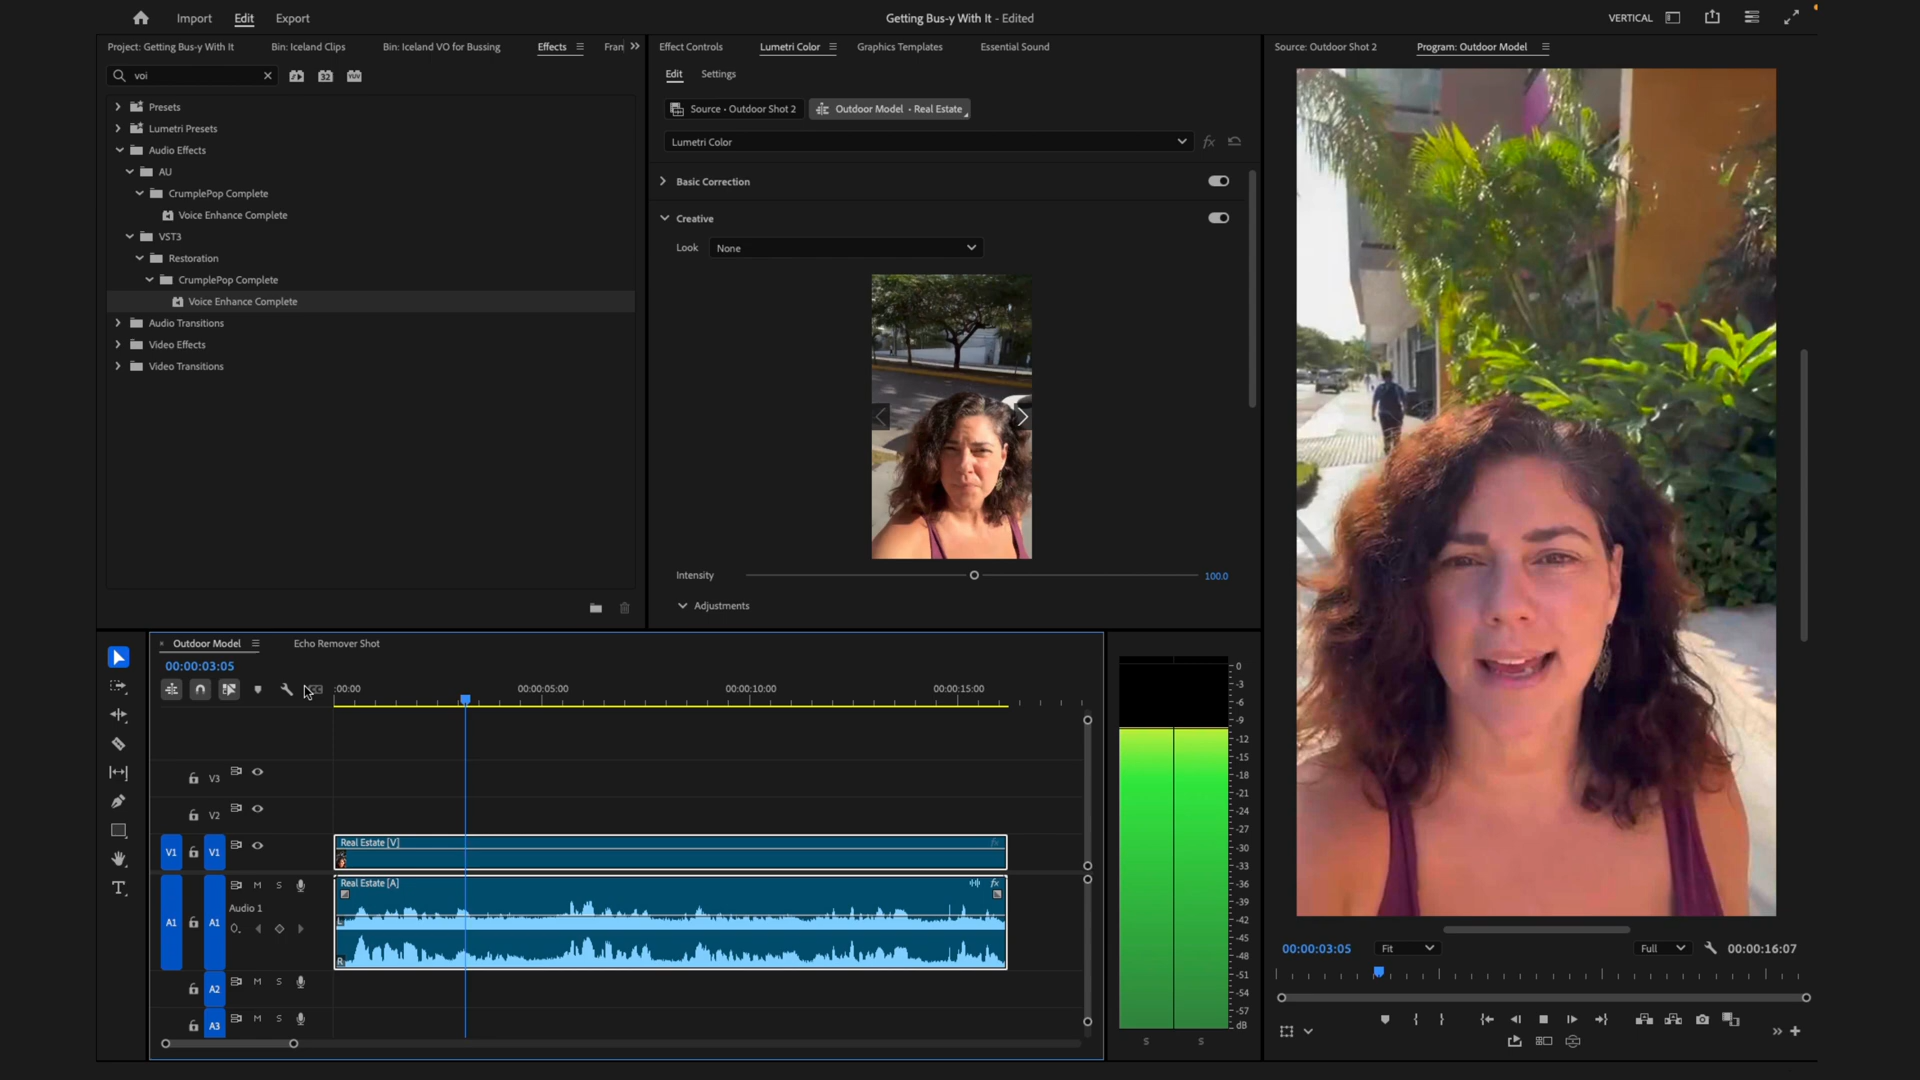 Import
Edit
Export
Getting Bus-y With It - Edited
VERTICAL
Project: Getting Bus-y With It
Bin: Iceland Clips
Bin: Iceland VO for Bussing
Effects
Fran
voi
32
YUV
Presets
Lumetri Presets
Audio Effects
AU
CrumplePop Complete
Voice Enhance Complete
VST3
Restoration
CrumplePop Complete
Voice Enhance Complete
Audio Transitions
Video Effects
Video Transitions
Effect Controls
Lumetri Color
Graphics Templates
Essential Sound
Edit
Settings
Source • Outdoor Shot 2
Outdoor Model • Real Estate
Lumetri Color
fx
Basic Correction
Creative
Look
None
Intensity
100.0
Adjustments
Source: Outdoor Shot 2
Program: Outdoor Model
00:00:03:05
Fit
Full
00:00:16:07
Outdoor Model
Echo Remover Shot
00:00:03:05
:00:00
00:00:05:00
00:00:10:00
00:00:15:00
V3
V2
V1
V1
Real Estate [V]
fx
A1
A1
M
S
Audio 1
Real Estate [A]
fx
L
R
A2
M
S
A3
M
S
0
-3
-6
-9
-12
-15
-18
-21
-24
-27
-30
-33
-36
-39
-42
-45
-48
-51
-54
-57
dB
S
S